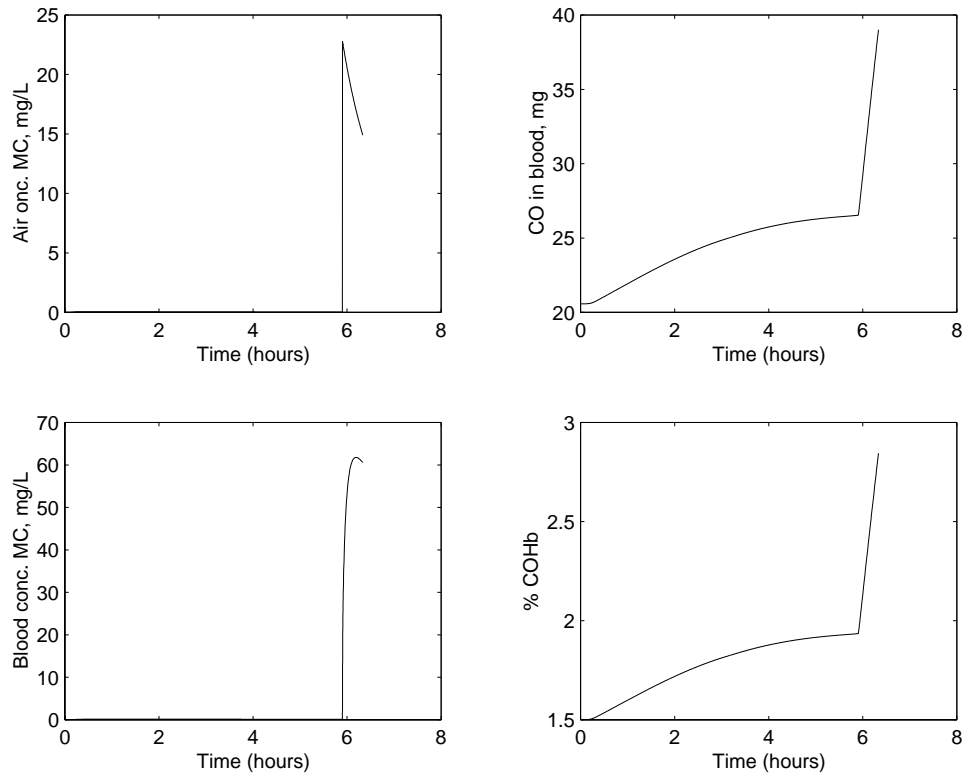 25
20
15
10
5
0
Air onc. MC, mg/L
0 2 4 6 8
Time (hours)
40
35
30
25
20
CO in blood, mg
0 2 4 6 8
Time (hours)
70
60
50
40
30
20
10
0
Blood conc. MC, mg/L
0 2 4 6 8
Time (hours)
3
2.5
2
1.5
% COHb
0 2 4 6 8
Time (hours)